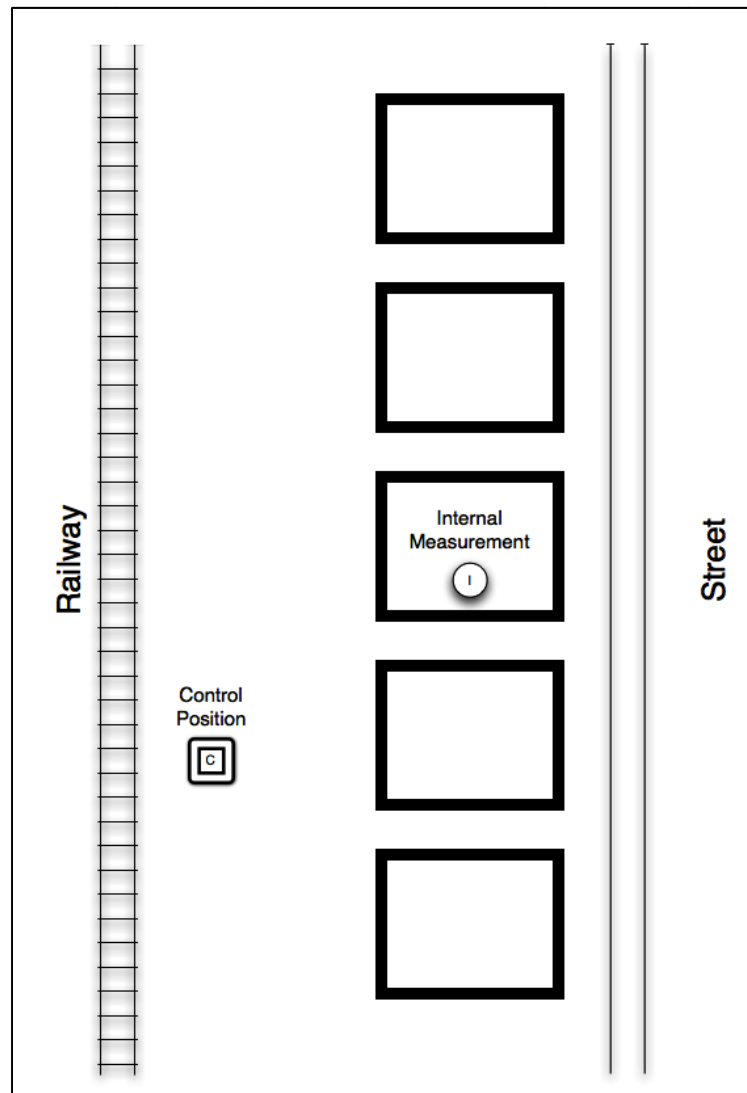 Railway
Internal
Measurement
I
Street
Control
Position
C